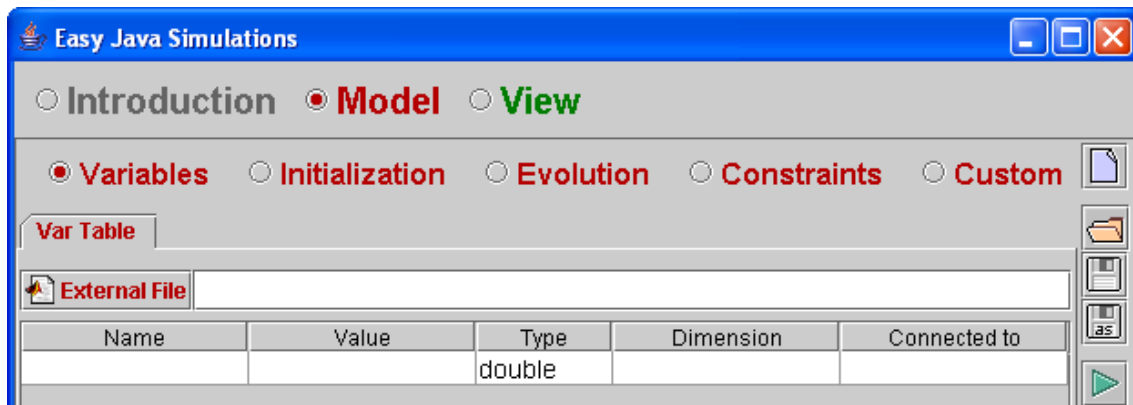 Easy Java Simulations
Introduction Model View
Variables Initialization Evolution Constraints Custom
Var Table
External File
Name Value Type Dimension Connected to
double
as